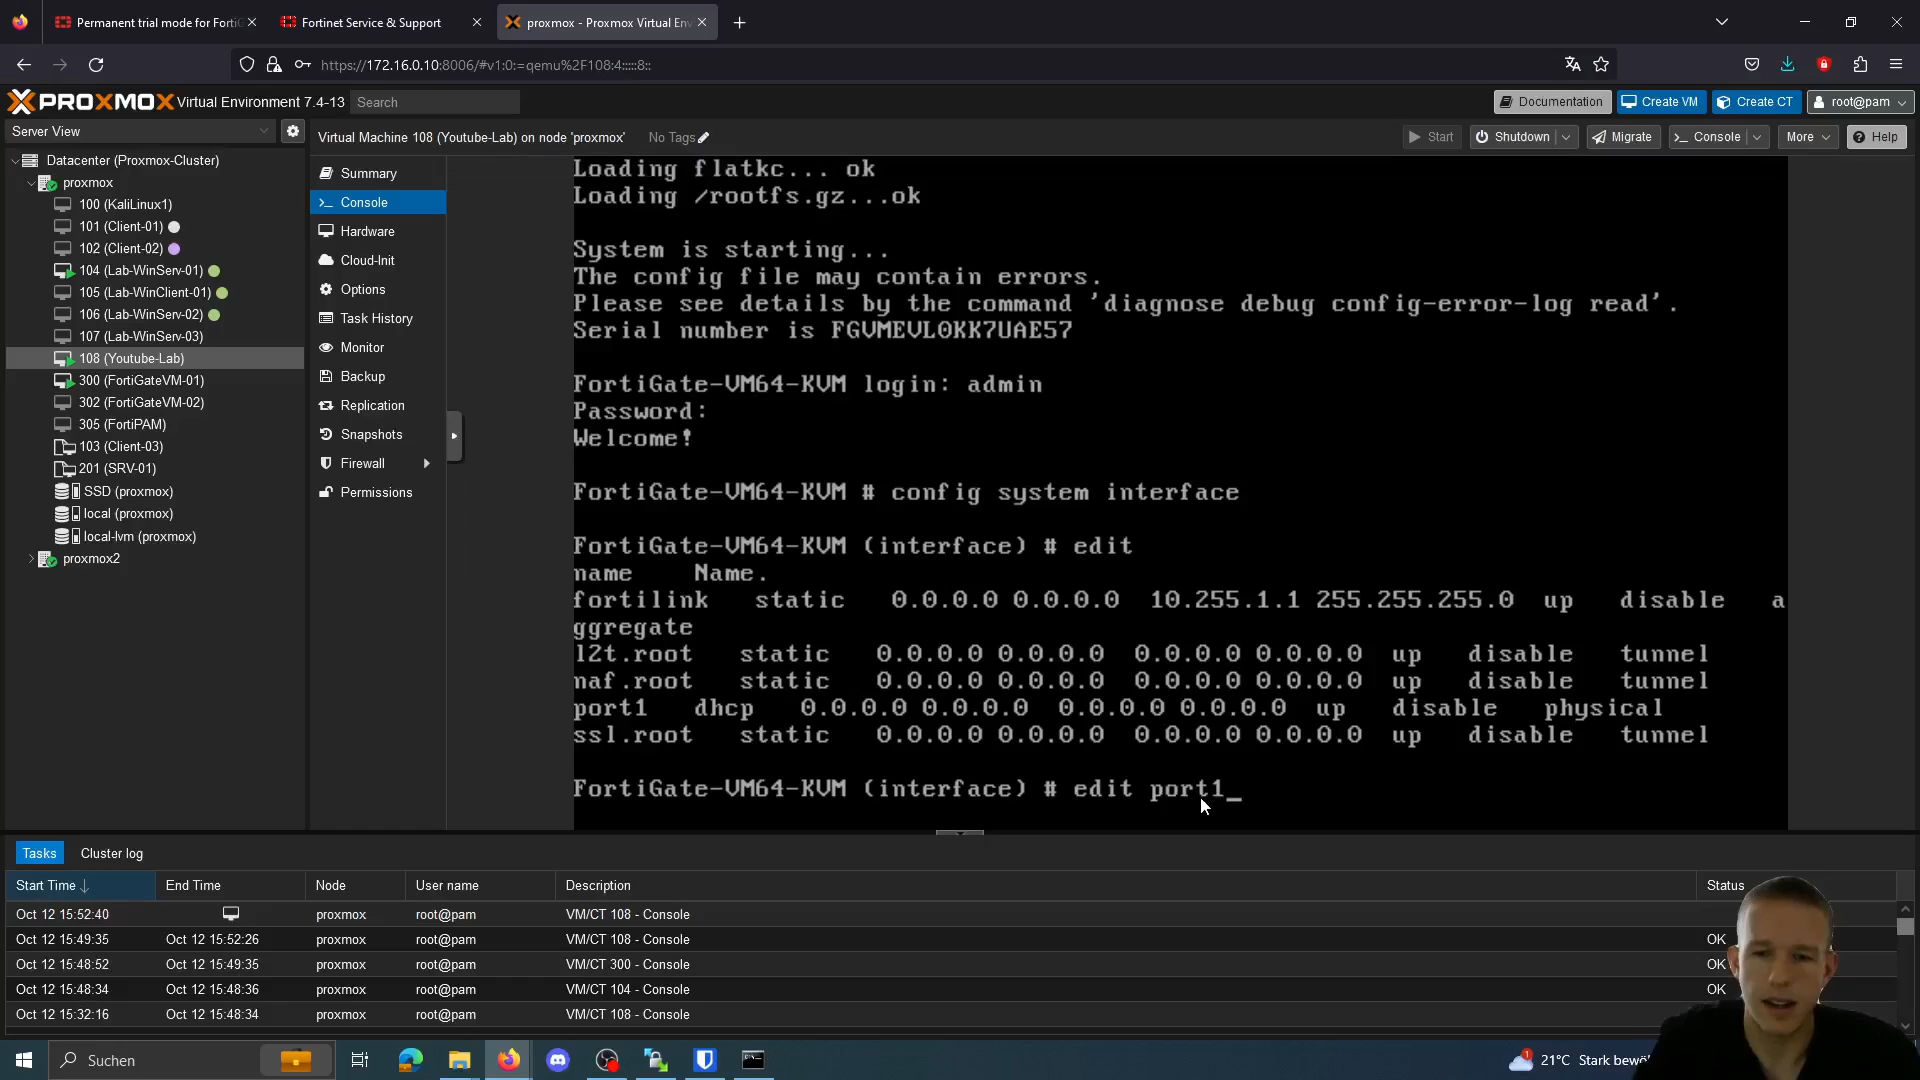 Permanent trial mode for FortiG
Fortinet Service & Support
proxmox - Proxmox Virtual En
https://172.16.0.10:8006/#v1:0:=qemu%2F108:4:::::8::
PROXMOX Virtual Environment 7.4-13
Search
Documentation
Create VM
Create CT
root@pam
Server View
Virtual Machine 108 (Youtube-Lab) on node 'proxmox'
No Tags
Start
Shutdown
Migrate
Console
More
Help
Datacenter (Proxmox-Cluster)
proxmox
100 (KaliLinux1)
101 (Client-01)
102 (Client-02)
104 (Lab-WinServ-01)
105 (Lab-WinClient-01)
106 (Lab-WinServ-02)
107 (Lab-WinServ-03)
108 (Youtube-Lab)
300 (FortiGateVM-01)
302 (FortiGateVM-02)
305 (FortiPAM)
103 (Client-03)
201 (SRV-01)
SSD (proxmox)
local (proxmox)
local-lvm (proxmox)
proxmox2
Summary
Console
Hardware
Cloud-Init
Options
Task History
Monitor
Backup
Replication
Snapshots
Firewall
Permissions
Loading flatkc... ok
Loading /rootfs.gz...ok
System is starting...
The config file may contain errors.
Please see details by the command 'diagnose debug config-error-log read'.
Serial number is FGVMEVL0KK7UAE57
FortiGate-VM64-KVM login: admin
Password:
Welcome!
FortiGate-VM64-KVM # config system interface
FortiGate-VM64-KVM (interface) # edit
name Name.
fortilink static 0.0.0.0 0.0.0.0 10.255.1.1 255.255.255.0 up disable a
ggregate
l2t.root static 0.0.0.0 0.0.0.0 0.0.0.0 0.0.0.0 up disable tunnel
naf.root static 0.0.0.0 0.0.0.0 0.0.0.0 0.0.0.0 up disable tunnel
port1 dhcp 0.0.0.0 0.0.0.0 0.0.0.0 0.0.0.0 up disable physical
ssl.root static 0.0.0.0 0.0.0.0 0.0.0.0 0.0.0.0 up disable tunnel
FortiGate-VM64-KVM (interface) # edit port1_
Tasks
Cluster log
Start Time End Time Node User name Description Status
Oct 12 15:52:40 proxmox root@pam VM/CT 108 - Console
Oct 12 15:49:35 Oct 12 15:52:26 proxmox root@pam VM/CT 108 - Console OK
Oct 12 15:48:52 Oct 12 15:49:35 proxmox root@pam VM/CT 300 - Console OK
Oct 12 15:48:34 Oct 12 15:48:36 proxmox root@pam VM/CT 104 - Console OK
Oct 12 15:32:16 Oct 12 15:48:34 proxmox root@pam VM/CT 108 - Console
Suchen
1
21°C Stark bewöl